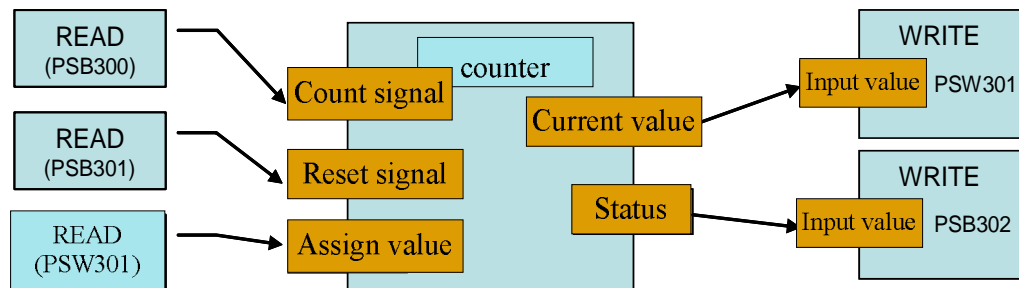 READ
(PSB300)
READ
(PSB301)
READ
(PSW301)
counter
Count signal
Reset signal
Assign value
Current value
Status
WRITE
Input value
PSW301
WRITE
Input value
PSB302